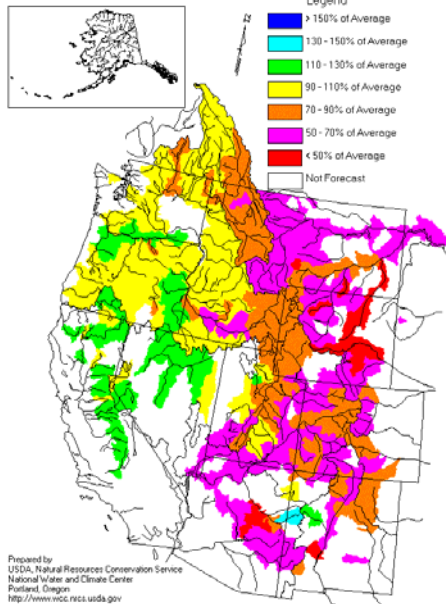 Legend
> 150% of Average
130 - 150% of Average
110 - 130% of Average
90 - 110% of Average
70 - 90% of Average
50 - 70% of Average
< 50% of Average
Not Forecast
Prepared by
USDA, Natural Resources Conservation Service
National Water and Climate Center
Portland, Oregon
http://www.wcc.nrcs.usda.gov